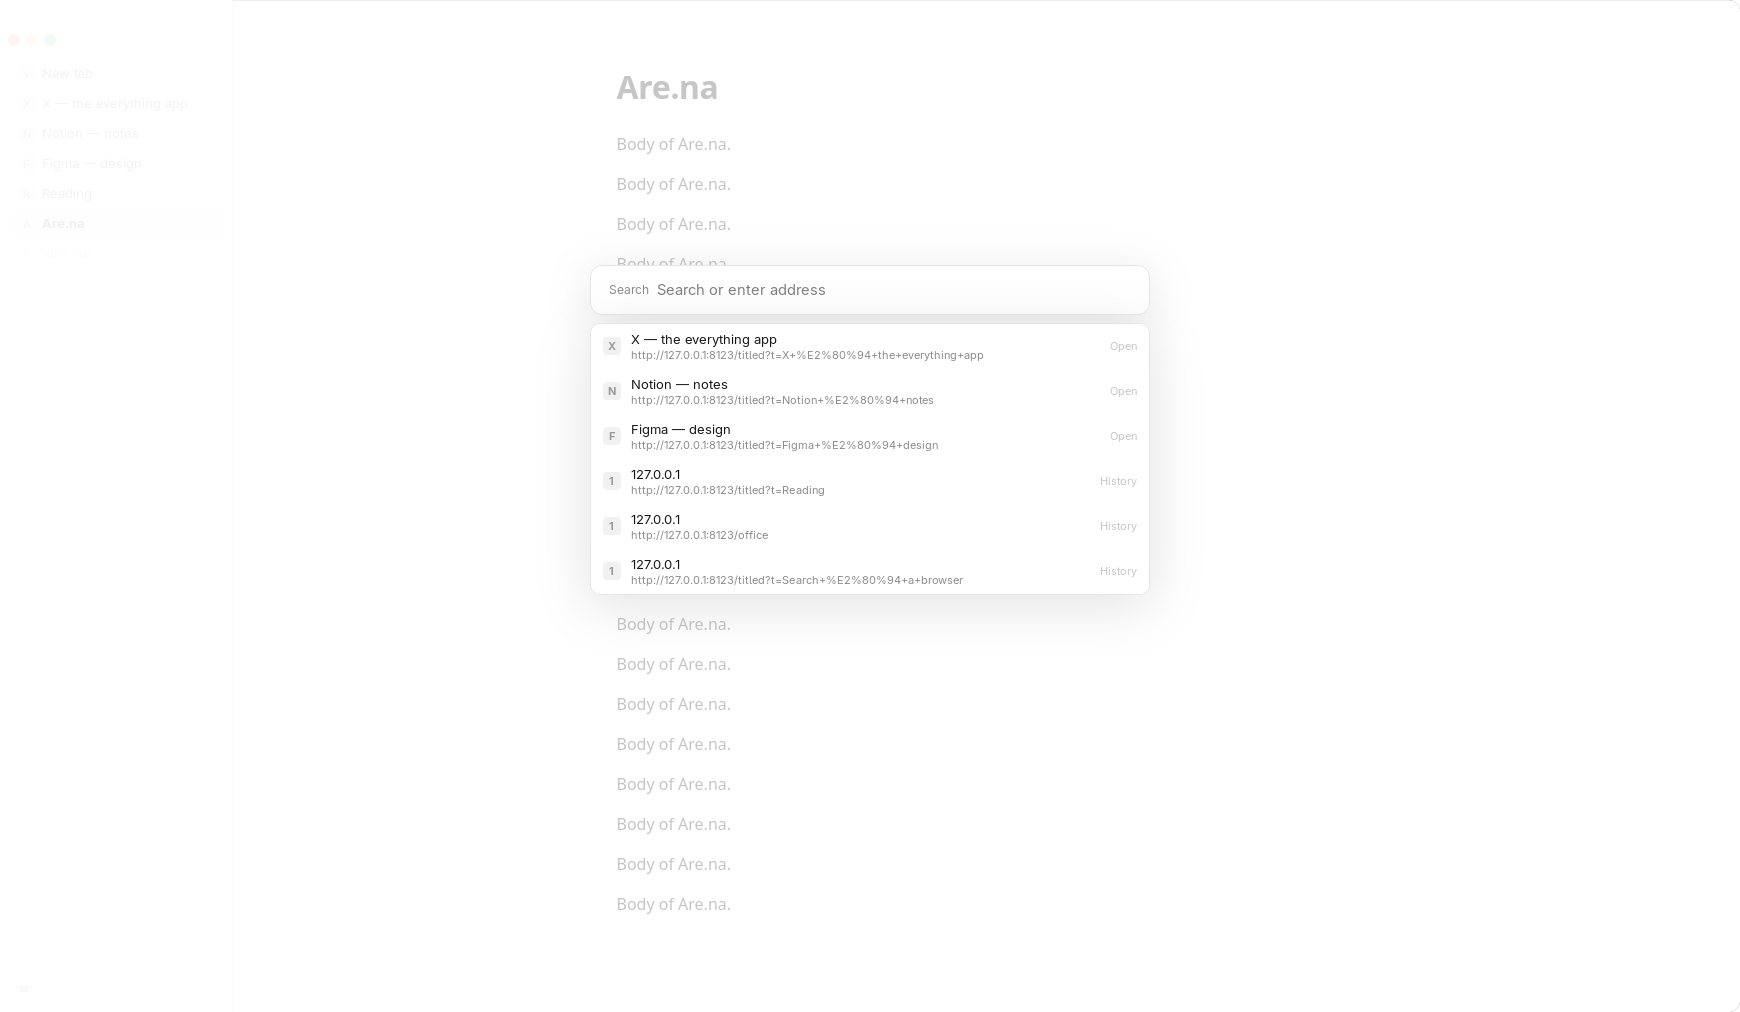 New tab
X — the everything app
Notion — notes
Figma — design
Reading
Are.na
Are.na
Body of Are.na.
Body of Are.na.
Body of Are.na.
Body of Are.na.
Search Search or enter address
X X — the everything app Open
http://127.0.0.1:8123/titled?t=X+%E2%80%94+the+everything+app
N Notion — notes Open
http://127.0.0.1:8123/titled?t=Notion+%E2%80%94+notes
F Figma — design Open
http://127.0.0.1:8123/titled?t=Figma+%E2%80%94+design
1 127.0.0.1 History
http://127.0.0.1:8123/titled?t=Reading
1 127.0.0.1 History
http://127.0.0.1:8123/office
1 127.0.0.1 History
http://127.0.0.1:8123/titled?t=Search+%E2%80%94+a+browser
Body of Are.na.
Body of Are.na.
Body of Are.na.
Body of Are.na.
Body of Are.na.
Body of Are.na.
Body of Are.na.
Body of Are.na.